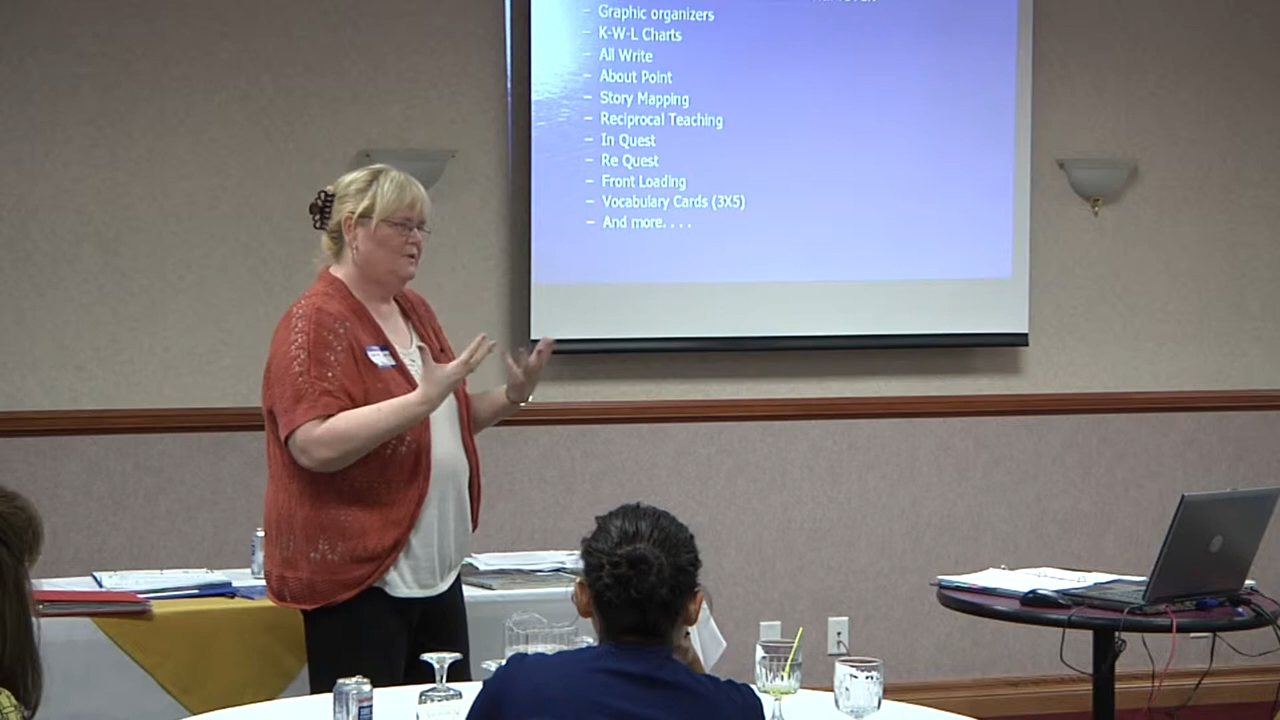 – Graphic organizers
– K-W-L Charts
– All Write
– About Point
– Story Mapping
– Reciprocal Teaching
– In Quest
– Re Quest
– Front Loading
– Vocabulary Cards (3X5)
– And more. . . .